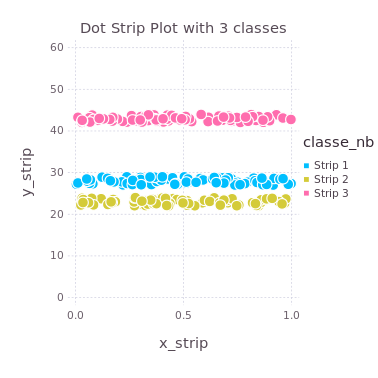 Dot Strip Plot with 3 classes
60
50
40
30
20
10
0
y_strip
0.0
0.5
1.0
x_strip
classe_nb
Strip 1
Strip 2
Strip 3